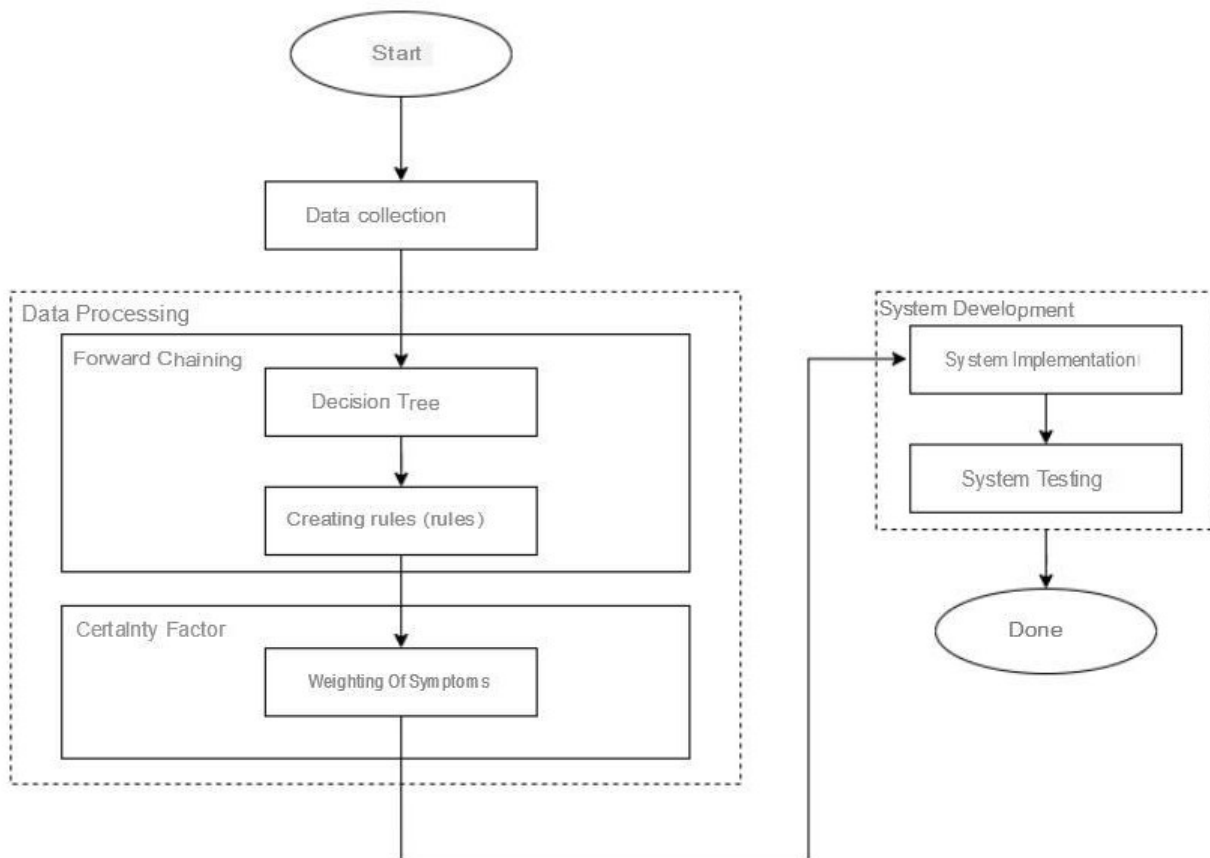 Start
Data collection
Data Processing
Forward Chaining
Decision Tree
Creating rules (rules)
Certalnty Factor
Weighting Of Symptoms
System Development
System Implementation
System Testing
Done